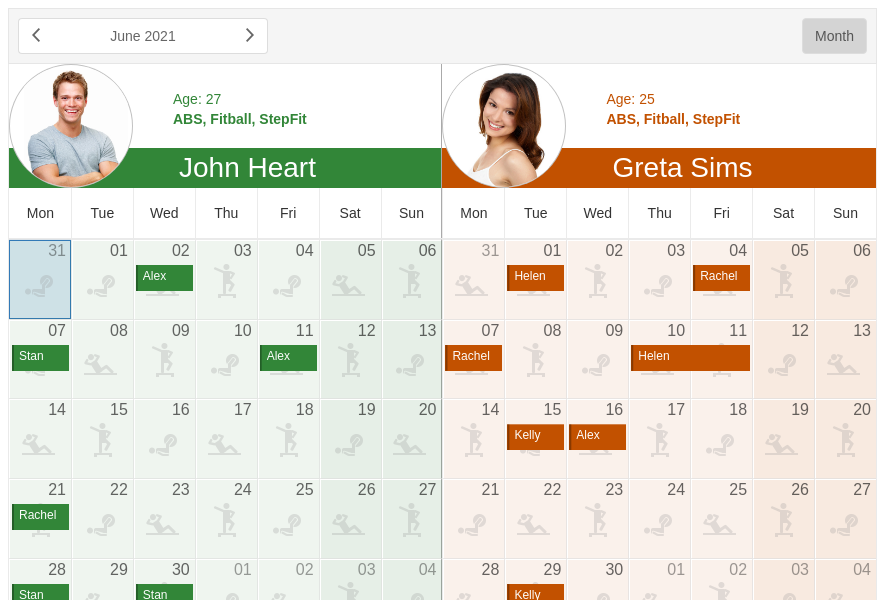 June 2021
Month
Age: 27
ABS, Fitball, StepFit
John Heart
Age: 25
ABS, Fitball, StepFit
Greta Sims
Mon Tue Wed Thu Fri Sat Sun Mon Tue Wed Thu Fri Sat Sun
31 01 02 03 04 05 06 31 01 02 03 04 05 06
Alex Helen Rachel
07 08 09 10 11 12 13 07 08 09 10 11 12 13
Stan Alex Rachel Helen
14 15 16 17 18 19 20 14 15 16 17 18 19 20
Kelly Alex
21 22 23 24 25 26 27 21 22 23 24 25 26 27
Rachel
28 29 30 01 02 03 04 28 29 30 01 02 03 04
Stan Stan Kelly